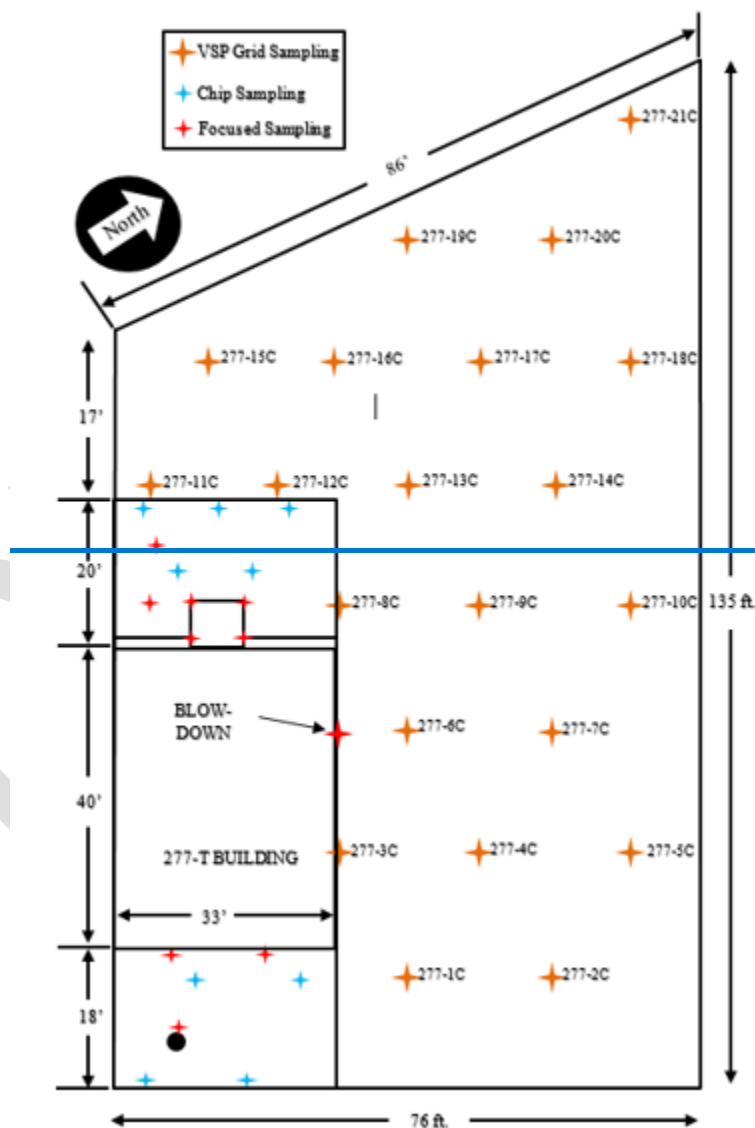 VSP Grid Sampling
Chip Sampling
Focused Sampling
North
86'
277-21C
277-19C
277-20C
277-15C
277-16C
277-17C
277-18C
17'
277-11C
277-12C
277-13C
277-14C
20'
277-8C
277-9C
277-10C
135 ft.
BLOW-
DOWN
277-6C
277-7C
40'
277-T BUILDING
277-3C
277-4C
277-5C
33'
277-1C
277-2C
18'
76 ft.